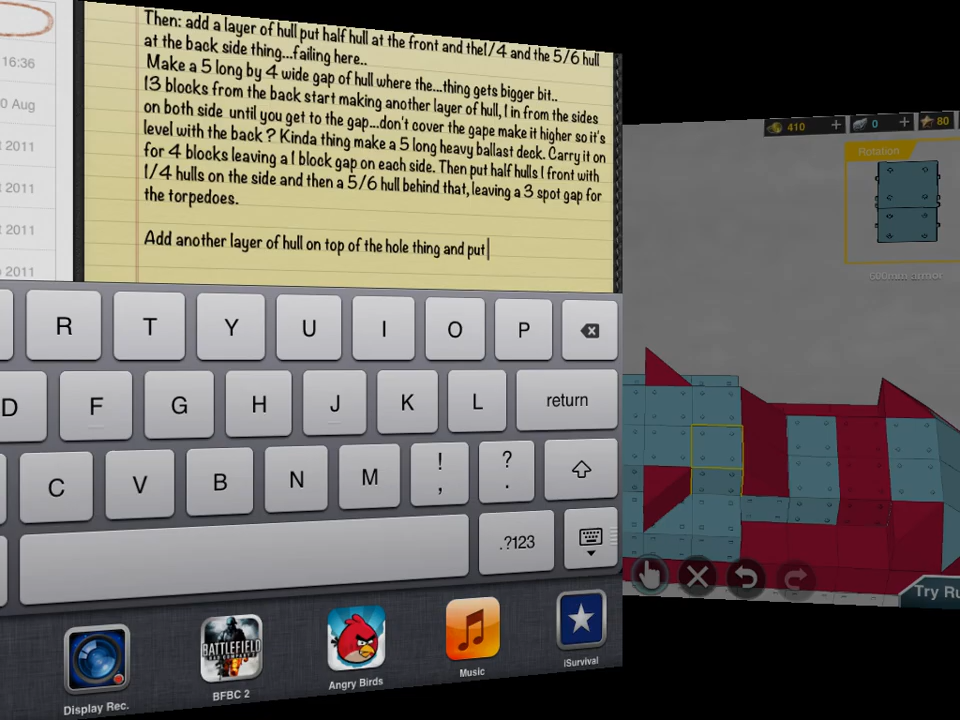 Then: add a layer of hull put half hull at the front and the1/4 and the 5/6 hull
at the back side thing...failing here..
Make a 5 long by 4 wide gap of hull where the...thing gets bigger bit..
13 blocks from the back start making another layer of hull, 1 in from the sides
on both side until you get to the gap...don't cover the gape make it higher so it's
level with the back ? Kinda thing make a 5 long heavy ballast deck. Carry it on
for 4 blocks leaving a 1 block gap on each side. Then put half hulls 1 front with
1/4 hulls on the side and then a 5/6 hull behind that, leaving a 3 spot gap for
the torpedoes.
Add another layer of hull on top of the hole thing and put
16:36
0 Aug
2011
t 2011
t 2011
p 2011
R T Y U I O P
D F G H J K L return
C V B N M ! , ? .
.?123
Display Rec.
BATTLEFIELD
BFBC 2
Angry Birds
Music
iSurvival
410 + 0 + 80
Rotation
600mm armor
Try Ru